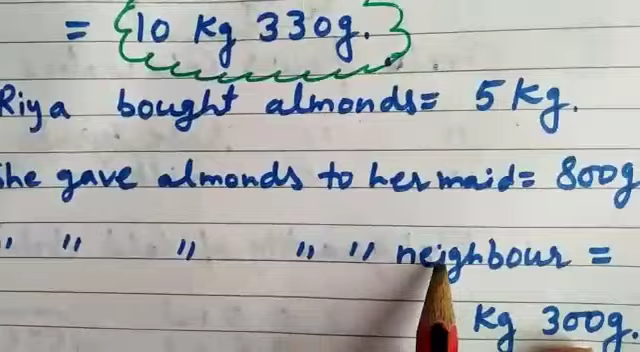 = {10 Kg 330g.}
Riya bought almonds= 5 Kg.
She gave almonds to her maid= 800g
" " " " " neighbour =
Kg 300g.